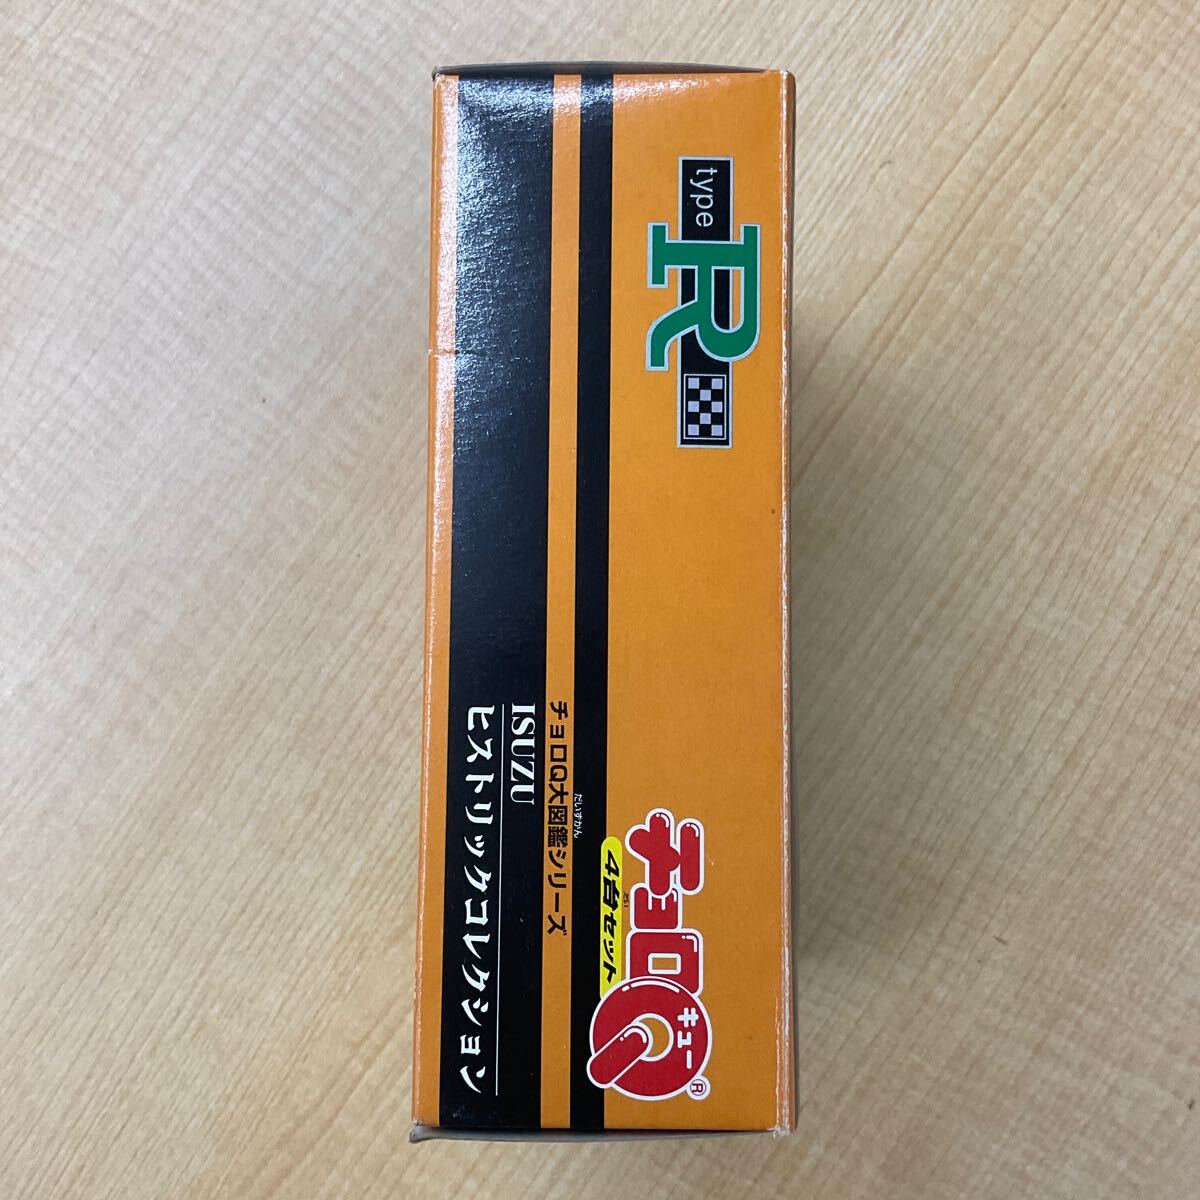 type
R
チョロQ
キュー
®
4台セット
だい
チョロQ大図鑑シリーズ
だいずかん
ISUZU
ヒストリックコレクション